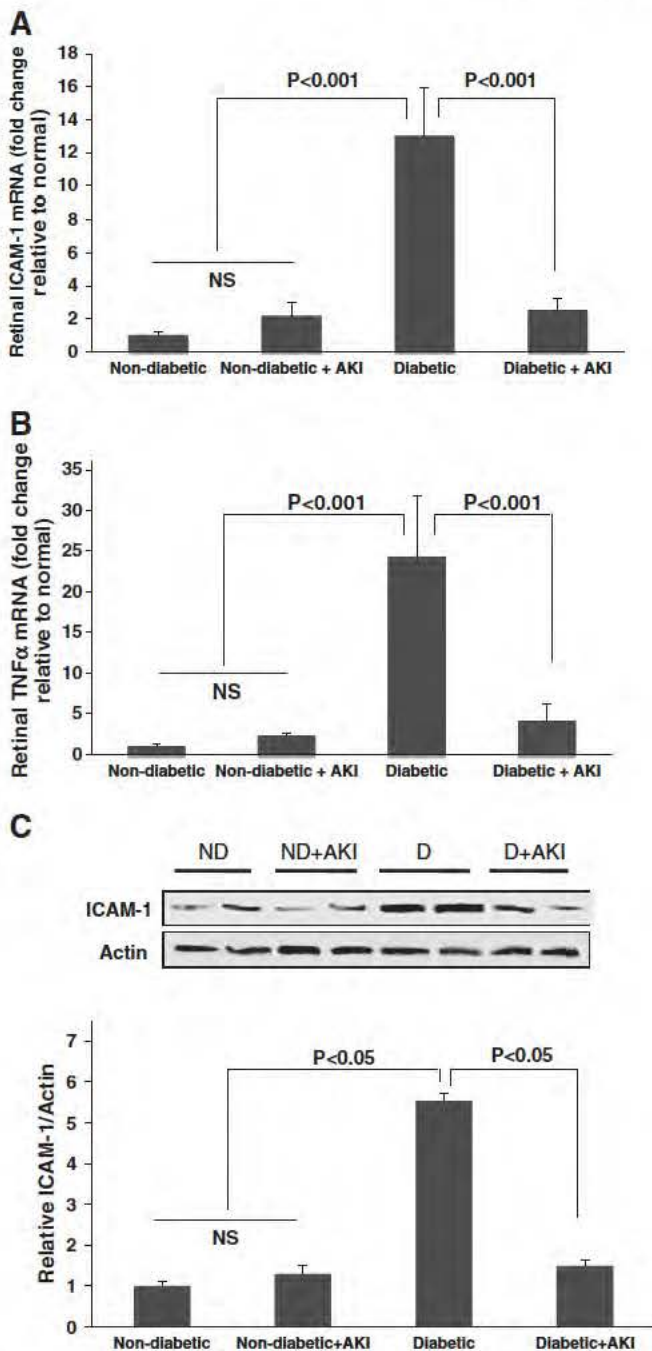 A
Retinal ICAM-1 mRNA (fold change
relative to normal)
18
16
14
12
10
8
6
4
2
0
P<0.001
P<0.001
NS
Non-diabetic
Non-diabetic + AKI
Diabetic
Diabetic + AKI
B
Retinal TNFα mRNA (fold change
relative to normal)
35
30
25
20
15
10
5
0
P<0.001
P<0.001
NS
Non-diabetic
Non-diabetic + AKI
Diabetic
Diabetic + AKI
C
ND
ND+AKI
D
D+AKI
ICAM-1
Actin
Relative ICAM-1/Actin
7
6
5
4
3
2
1
0
P<0.05
P<0.05
NS
Non-diabetic
Non-diabetic+AKI
Diabetic
Diabetic+AKI